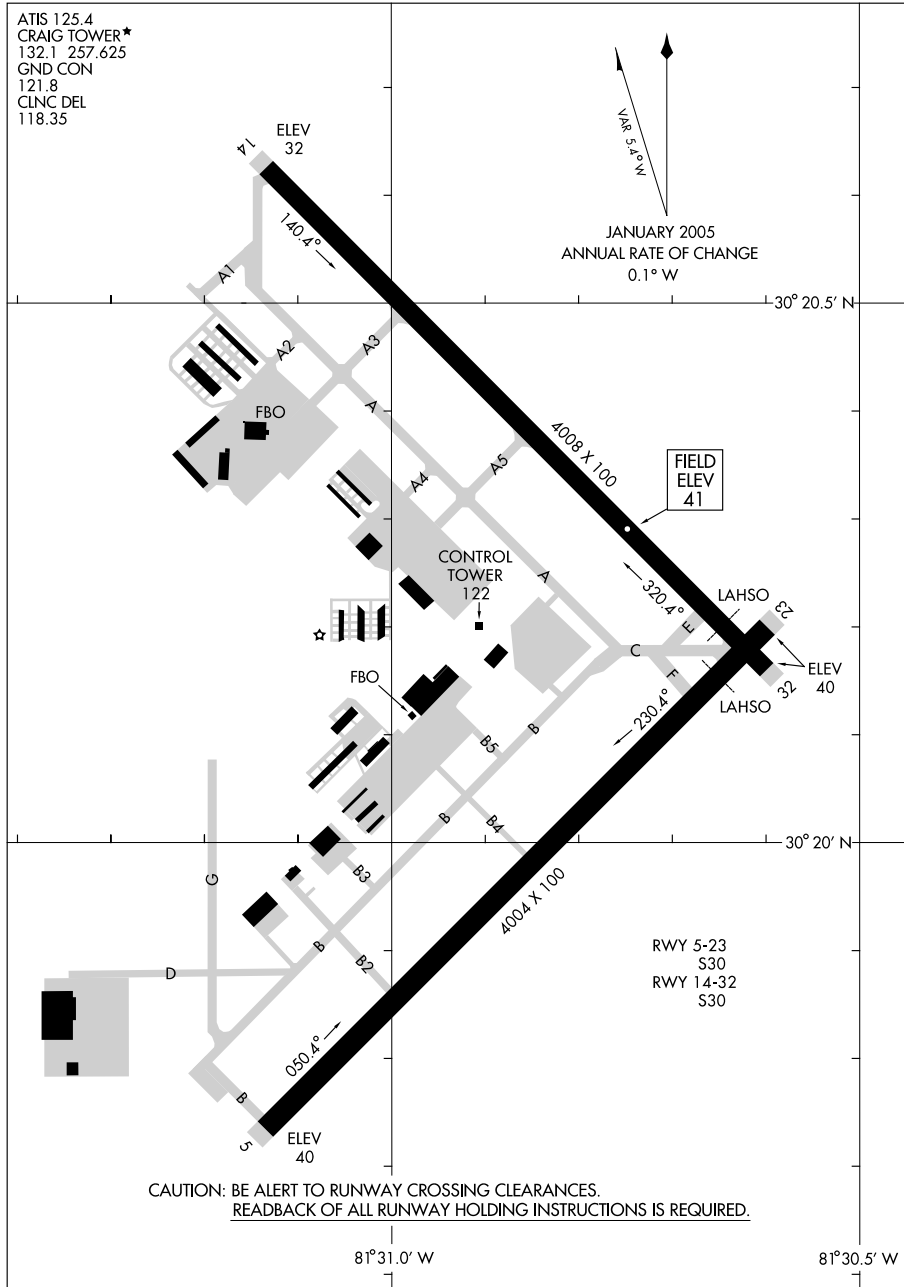 ATIS 125.4
CRAIG TOWER★
132.1 257.625
GND CON
121.8
CLNC DEL
118.35
VAR 5.4° W
JANUARY 2005
ANNUAL RATE OF CHANGE
0.1° W
14
ELEV
32
140.4°
30° 20.5' N
A1
A2
A3
FBO
A
4008 X 100
FIELD
ELEV
41
A4
A5
CONTROL
TOWER
122
A
320.4°
LAHSO
23
E
C
ELEV
40
F
32
LAHSO
FBO
230.4°
B
B5
B
B4
30° 20' N
B3
G
4004 X 100
B
B2
D
RWY 5-23
S30
RWY 14-32
S30
050.4°
B
5
ELEV
40
CAUTION: BE ALERT TO RUNWAY CROSSING CLEARANCES.
READBACK OF ALL RUNWAY HOLDING INSTRUCTIONS IS REQUIRED.
81° 31.0' W
81° 30.5' W